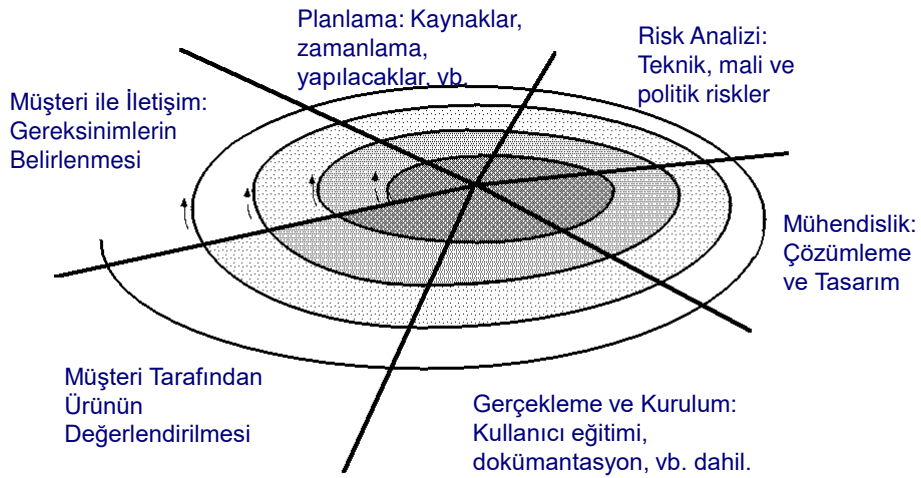 Planlama: Kaynaklar,
zamanlama,
yapılacaklar, vb.
Risk Analizi:
Teknik, mali ve
politik riskler
Müşteri ile İletişim:
Gereksinimlerin
Belirlenmesi
Mühendislik:
Çözümleme
ve Tasarım
Müşteri Tarafından
Ürünün
Değerlendirilmesi
Gerçekleme ve Kurulum:
Kullanıcı eğitimi,
dokümantasyon, vb. dahil.